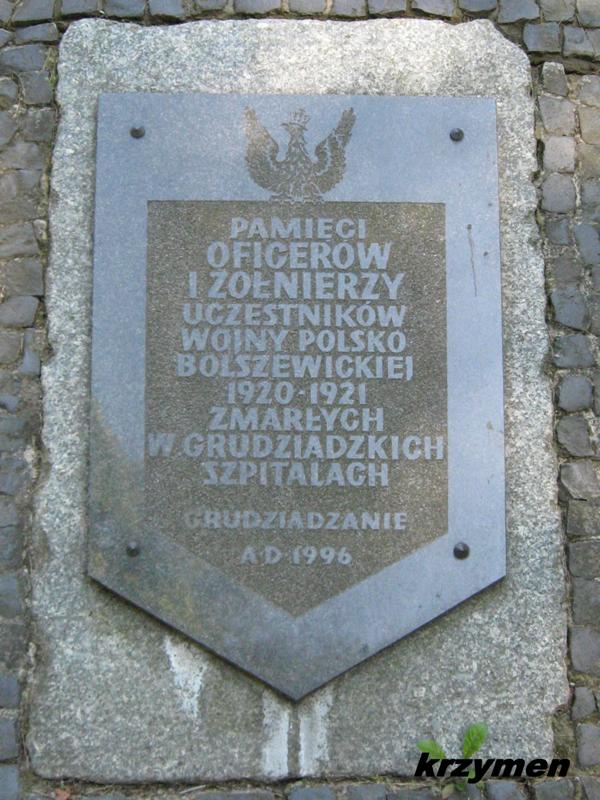 PAMIĘCI
OFICERÓW
I ŻOŁNIERZY
UCZESTNIKÓW
WOJNY POLSKO
BOLSZEWICKIEJ
1920-1921
ZMARŁYCH
W GRUDZIĄDZKICH
SZPITALACH
GRUDZIĄDZANIE
A D 1996
krzymen